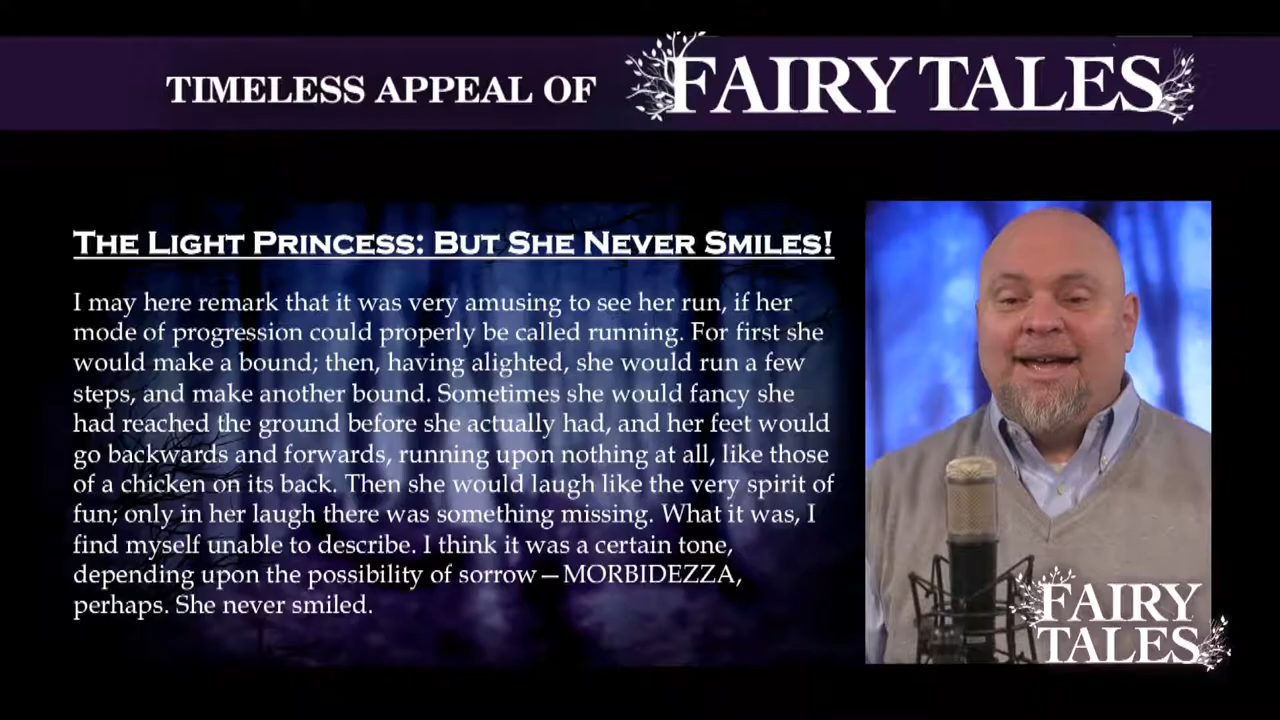 TIMELESS APPEAL OF FAIRY TALES
THE LIGHT PRINCESS: BUT SHE NEVER SMILES!
I may here remark that it was very amusing to see her run, if her
mode of progression could properly be called running. For first she
would make a bound; then, having alighted, she would run a few
steps, and make another bound. Sometimes she would fancy she
had reached the ground before she actually had, and her feet would
go backwards and forwards, running upon nothing at all, like those
of a chicken on its back. Then she would laugh like the very spirit of
fun; only in her laugh there was something missing. What it was, I
find myself unable to describe. I think it was a certain tone,
depending upon the possibility of sorrow—MORBIDEZZA,
perhaps. She never smiled.
FAIRY
TALES